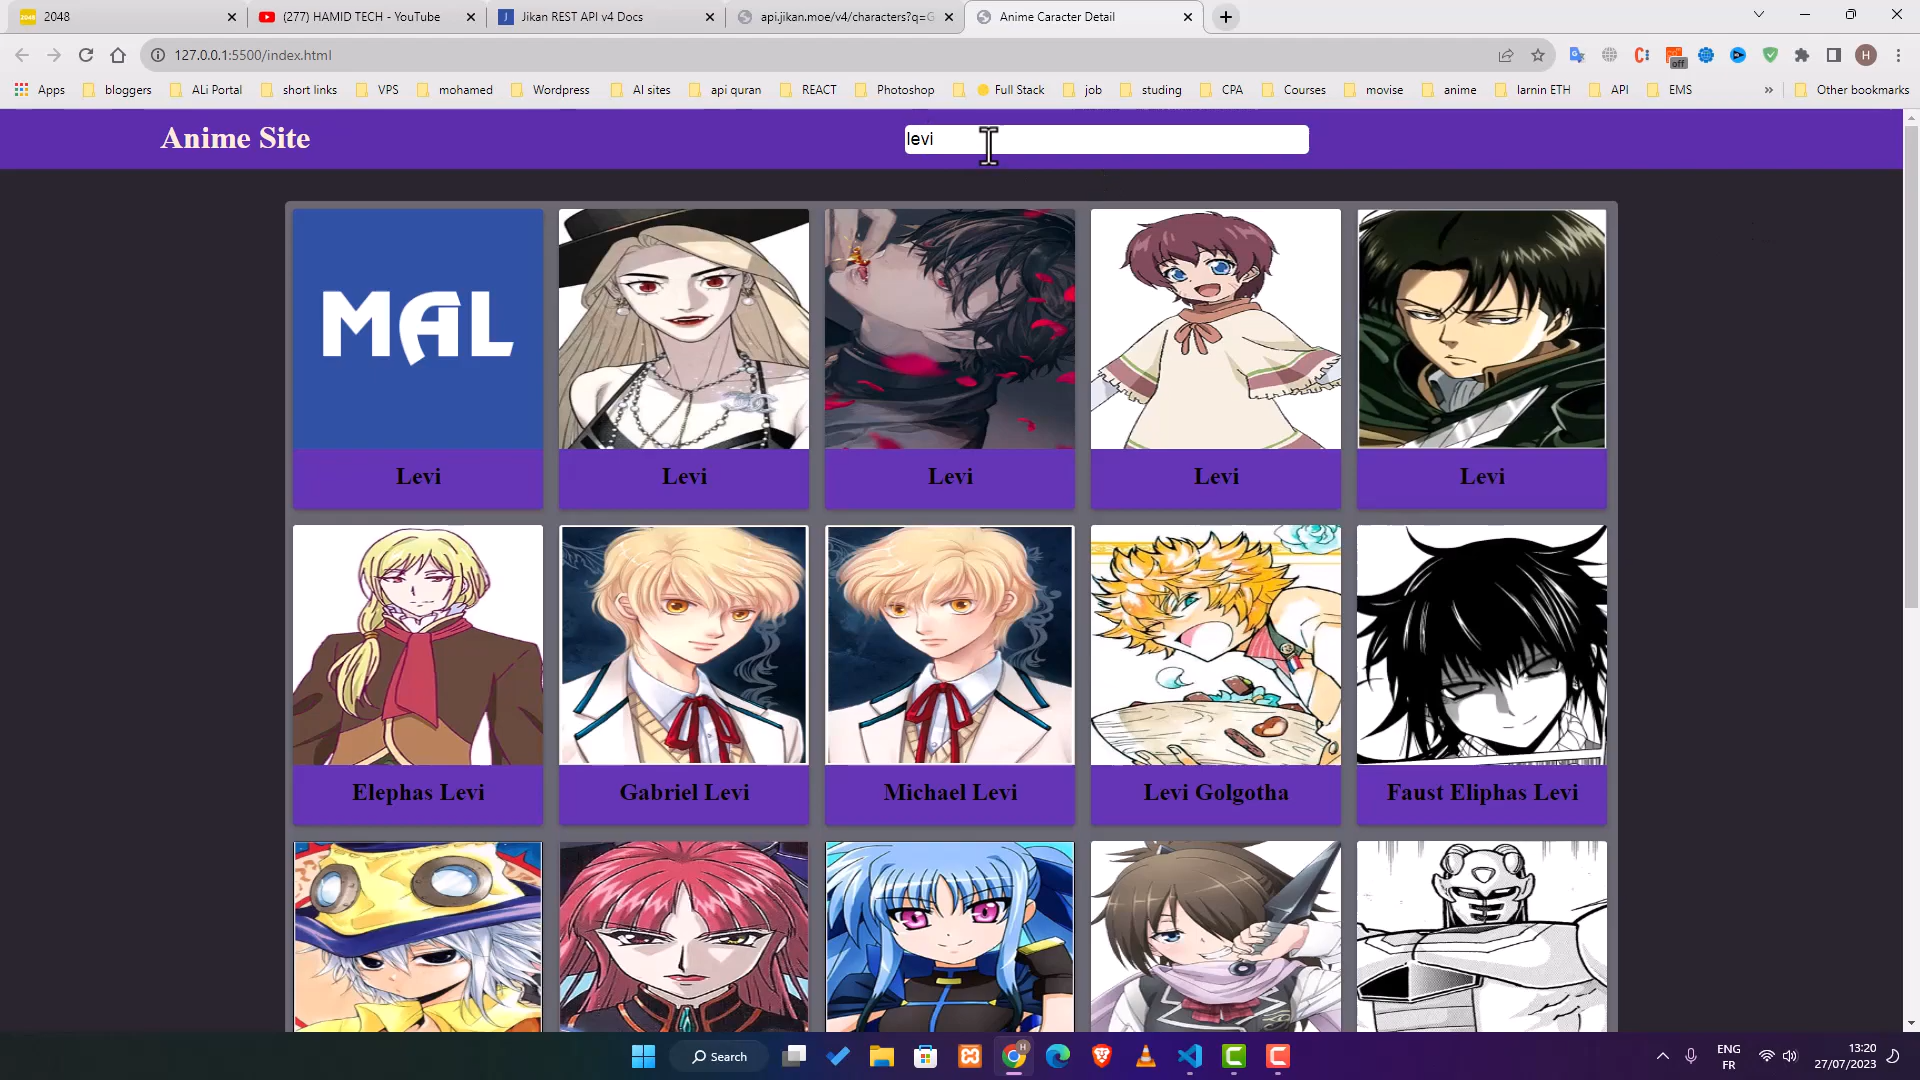 2048
(277) HAMID TECH - YouTube
Jikan REST API v4 Docs
api.jikan.moe/v4/characters?q=G
Anime Caracter Detail
127.0.0.1:5500/index.html
off
H
Apps
bloggers
ALi Portal
short links
VPS
mohamed
Wordpress
AI sites
api quran
REACT
Photoshop
Full Stack
job
studing
CPA
Courses
movise
anime
larnin ETH
API
EMS
»
Other bookmarks
Anime Site
levi
MAL
Levi
Levi
Levi
Levi
Levi
Elephas Levi
Gabriel Levi
Michael Levi
Levi Golgotha
Faust Eliphas Levi
Search
ENG
FR
13:20
27/07/2023